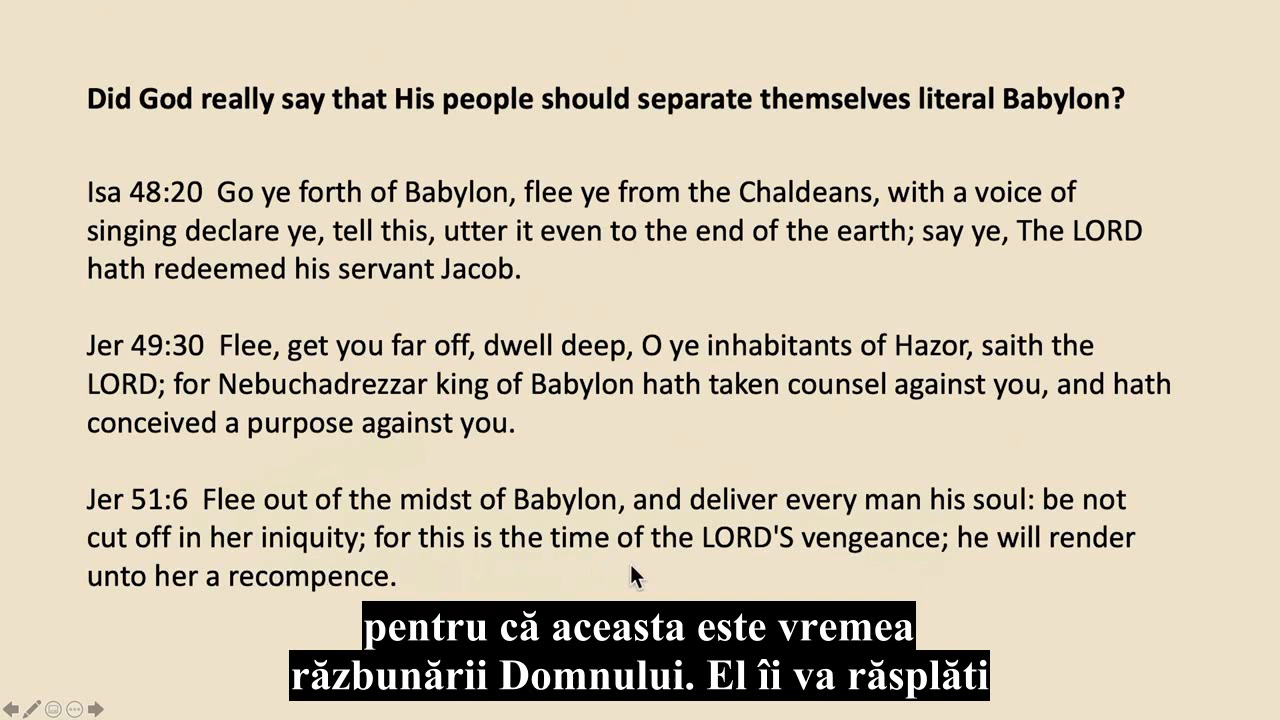 Did God really say that His people should separate themselves literal Babylon?
Isa 48:20  Go ye forth of Babylon, flee ye from the Chaldeans, with a voice of
singing declare ye, tell this, utter it even to the end of the earth; say ye, The LORD
hath redeemed his servant Jacob.
Jer 49:30  Flee, get you far off, dwell deep, O ye inhabitants of Hazor, saith the
LORD; for Nebuchadrezzar king of Babylon hath taken counsel against you, and hath
conceived a purpose against you.
Jer 51:6  Flee out of the midst of Babylon, and deliver every man his soul: be not
cut off in her iniquity; for this is the time of the LORD'S vengeance; he will render
unto her a recompence.
pentru că aceasta este vremea
răzbunării Domnului. El îi va răsplăti